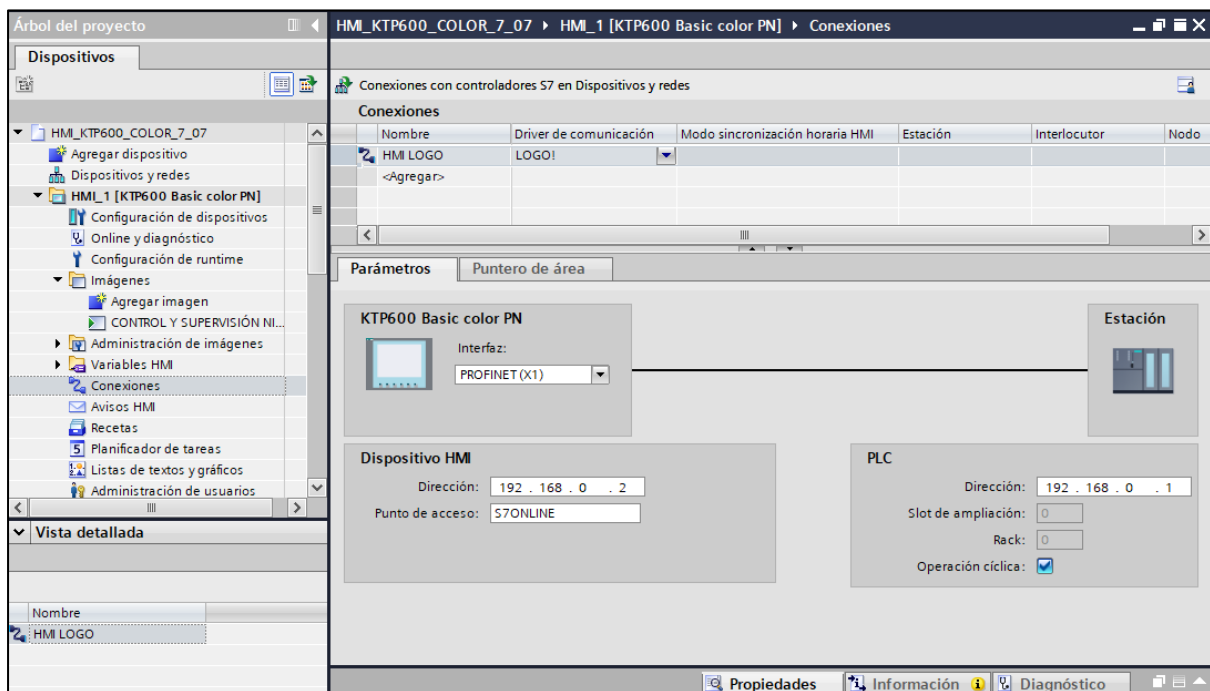 Árbol del proyecto
HMI_KTP600_COLOR_7_07 ▸ HMI_1 [KTP600 Basic color PN] ▸ Conexiones
Dispositivos
Conexiones con controladores S7 en Dispositivos y redes
Conexiones
Nombre Driver de comunicación Modo sincronización horaria HMI Estación Interlocutor Nodo
HMI LOGO LOGO!
<Agregar>
HMI_KTP600_COLOR_7_07
Agregar dispositivo
Dispositivos y redes
HMI_1 [KTP600 Basic color PN]
Configuración de dispositivos
Online y diagnóstico
Configuración de runtime
Imágenes
Agregar imagen
CONTROL Y SUPERVISIÓN NI...
Administración de imágenes
Variables HMI
Conexiones
Avisos HMI
Recetas
Planificador de tareas
Listas de textos y gráficos
Administración de usuarios
Vista detallada
Nombre
HMI LOGO
Parámetros Puntero de área
KTP600 Basic color PN
Interfaz:
PROFINET (X1)
Estación
Dispositivo HMI
Dirección: 192 . 168 . 0 . 2
Punto de acceso: S7ONLINE
PLC
Dirección: 192 . 168 . 0 . 1
Slot de ampliación: 0
Rack: 0
Operación cíclica:
Propiedades Información Diagnóstico